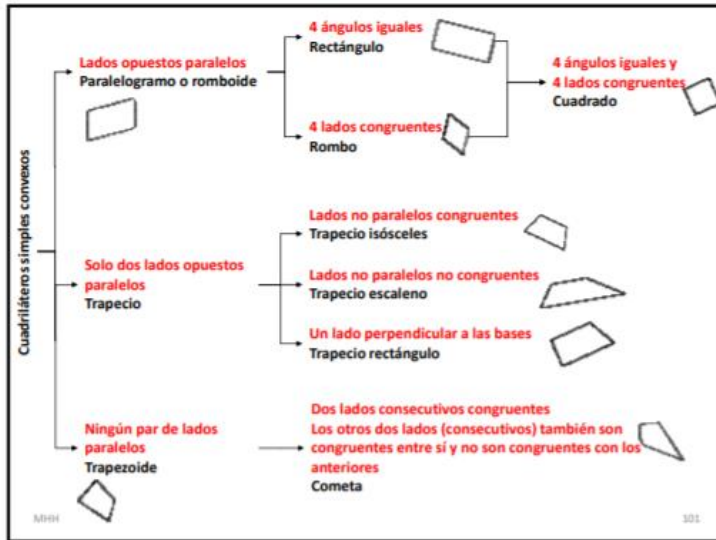 Cuadriláteros simples convexos
Lados opuestos paralelos
Paralelogramo o romboide
4 ángulos iguales
Rectángulo
4 lados congruentes
Rombo
4 ángulos iguales y
4 lados congruentes
Cuadrado
Solo dos lados opuestos
paralelos
Trapecio
Lados no paralelos congruentes
Trapecio isósceles
Lados no paralelos no congruentes
Trapecio escaleno
Un lado perpendicular a las bases
Trapecio rectángulo
Ningún par de lados
paralelos
Trapezoide
Dos lados consecutivos congruentes
Los otros dos lados (consecutivos) también son
congruentes entre sí y no son congruentes con los
anteriores
Cometa
MHH
101